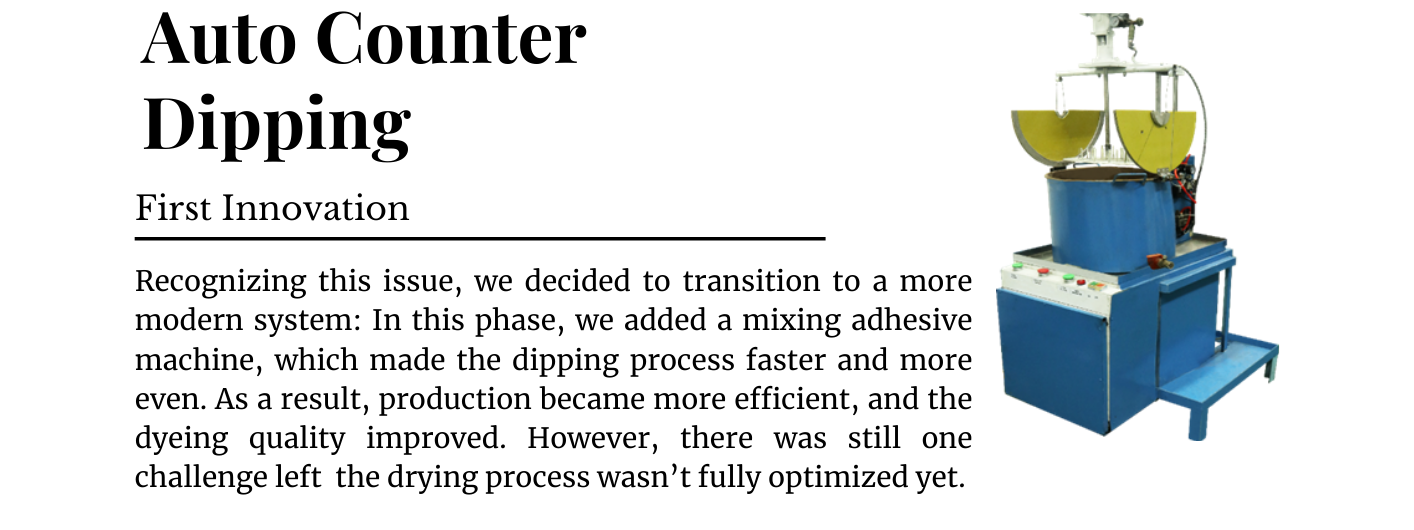 Auto Counter
Dipping
First Innovation
Recognizing this issue, we decided to transition to a more
modern system: In this phase, we added a mixing adhesive
machine, which made the dipping process faster and more
even. As a result, production became more efficient, and the
dyeing quality improved. However, there was still one
challenge left  the drying process wasn’t fully optimized yet.